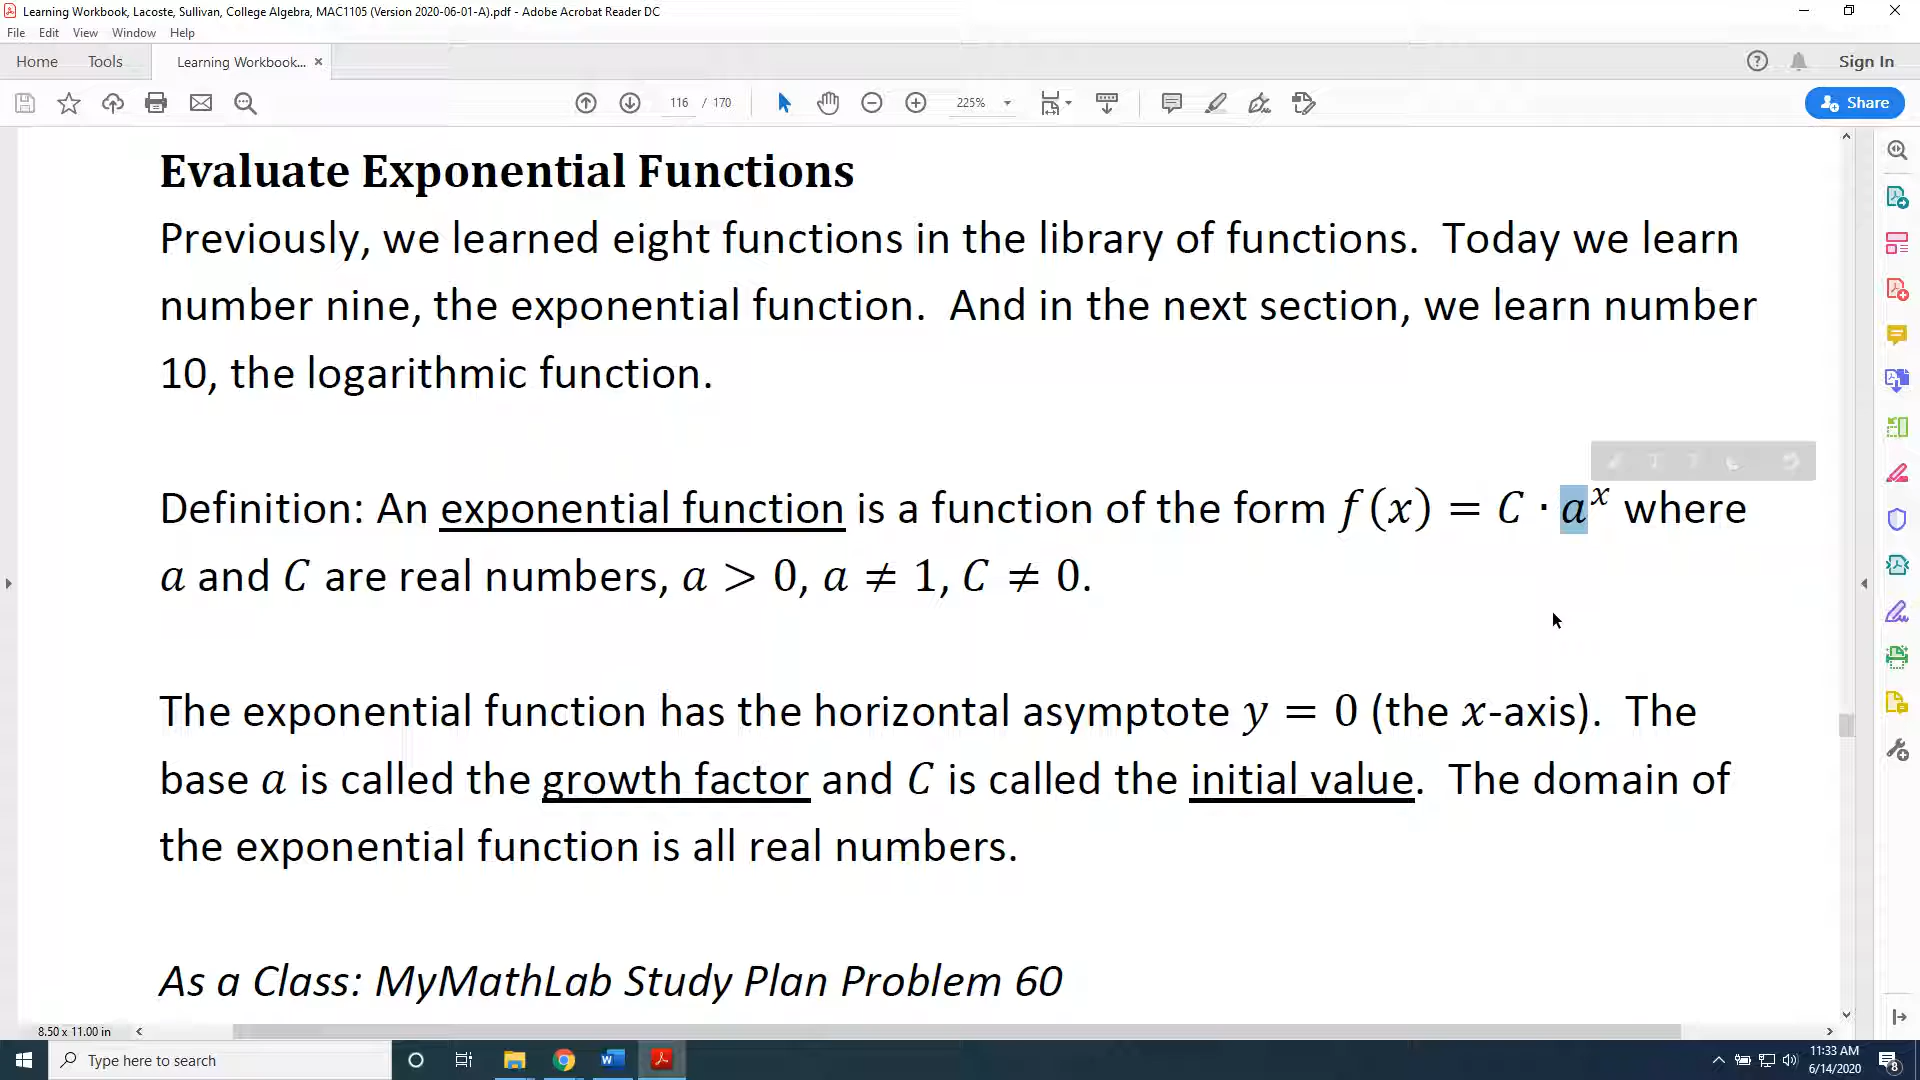 Learning Workbook, Lacoste, Sullivan, College Algebra, MAC1105 (Version 2020-06-01-A).pdf - Adobe Acrobat Reader DC
File Edit View Window Help
Home Tools Learning Workbook... × Sign In
116 / 170 225% Share
Evaluate Exponential Functions
Previously, we learned eight functions in the library of functions. Today we learn
number nine, the exponential function. And in the next section, we learn number
10, the logarithmic function.
Definition: An exponential function is a function of the form f(x) = C · aˣ where
a and C are real numbers, a > 0, a ≠ 1, C ≠ 0.
The exponential function has the horizontal asymptote y = 0 (the x-axis). The
base a is called the growth factor and C is called the initial value. The domain of
the exponential function is all real numbers.
As a Class: MyMathLab Study Plan Problem 60
8.50 x 11.00 in
Type here to search
11:33 AM
6/14/2020
8